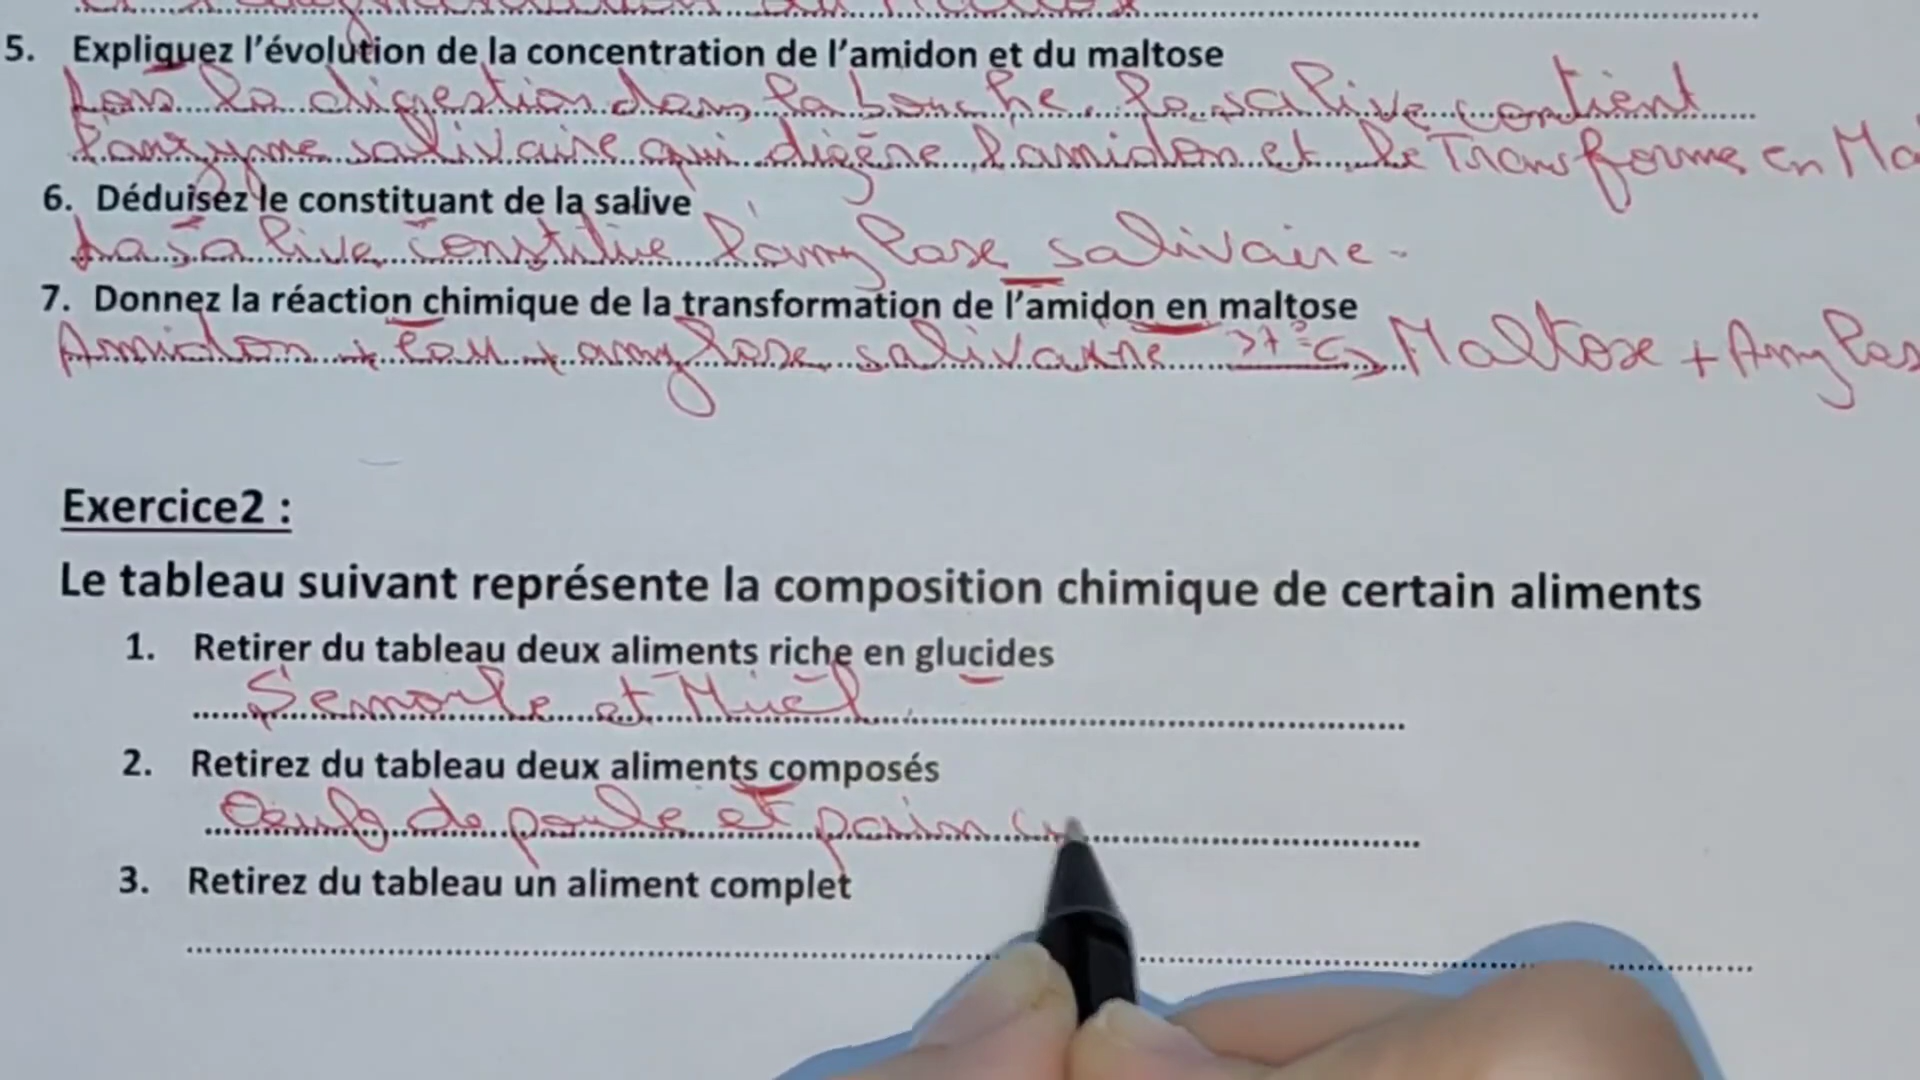 5. Expliquez l'évolution de la concentration de l'amidon et du maltose
Lors la digestion dans la bouche, la salive contient
l'anzyme salivaire qui digère l'amidon et le Transforme en Ma
6. Déduisez le constituant de la salive
La salive constitue l'amylase salivaire.
7. Donnez la réaction chimique de la transformation de l'amidon en maltose
Amidon + eau + amylase salivaire 37°C → Maltose + Amylas
Exercice2 :
Le tableau suivant représente la composition chimique de certain aliments
1. Retirer du tableau deux aliments riche en glucides
Semoule et Miel
2. Retirez du tableau deux aliments composés
Oeufs de poule et pain
3. Retirez du tableau un aliment complet